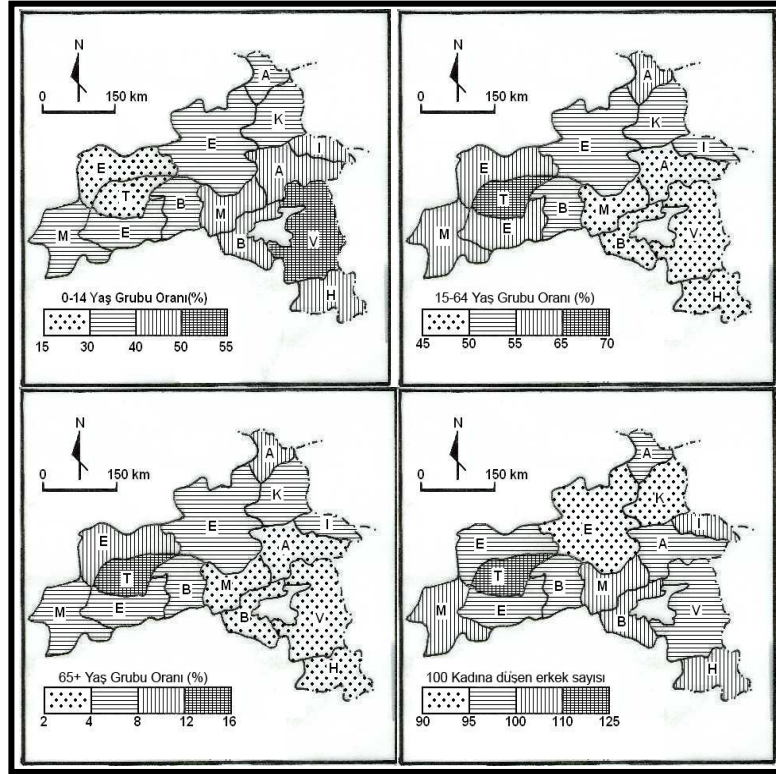 N
0 150 km
A
K
E
I
E
A
T
B
M
M
E
B
V
H
0-14 Yaş Grubu Oranı(%)
15 30 40 50 55
N
0 150 km
A
K
E
I
E
A
T
B
M
M
E
B
V
H
15-64 Yaş Grubu Oranı (%)
45 50 55 65 70
N
0 150 km
A
K
E
I
E
A
T
B
M
M
E
B
V
H
65+ Yaş Grubu Oranı (%)
2 4 8 12 16
N
0 150 km
A
K
E
I
E
A
T
B
M
M
E
B
V
H
100 Kadına düşen erkek sayısı
90 95 100 110 125